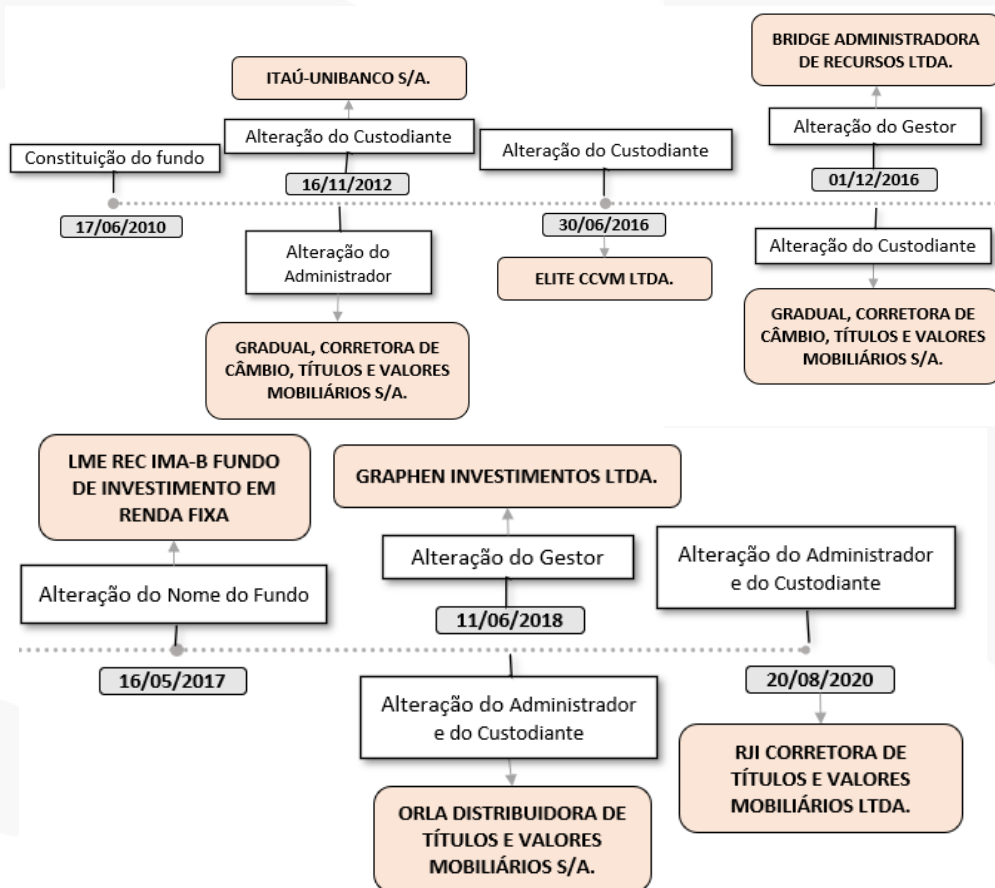 BRIDGE ADMINISTRADORA
DE RECURSOS LTDA.
ITAÚ-UNIBANCO S/A.
Alteração do Gestor
Alteração do Custodiante
Alteração do Custodiante
Constituição do fundo
16/11/2012
01/12/2016
17/06/2010
30/06/2016
Alteração do
Administrador
Alteração do Custodiante
ELITE CCVM LTDA.
GRADUAL, CORRETORA DE
CÂMBIO, TÍTULOS E VALORES
MOBILIÁRIOS S/A.
GRADUAL, CORRETORA DE
CÂMBIO, TÍTULOS E VALORES
MOBILIÁRIOS S/A.
LME REC IMA-B FUNDO
DE INVESTIMENTO EM
RENDA FIXA
GRAPHEN INVESTIMENTOS LTDA.
Alteração do Nome do Fundo
Alteração do Gestor
Alteração do Administrador
e do Custodiante
11/06/2018
16/05/2017
20/08/2020
Alteração do Administrador
e do Custodiante
RJI CORRETORA DE
TÍTULOS E VALORES
MOBILIÁRIOS LTDA.
ORLA DISTRIBUIDORA DE
TÍTULOS E VALORES
MOBILIÁRIOS S/A.